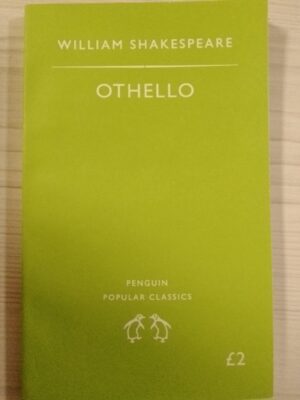 WILLIAM SHAKESPEARE
OTHELLO
PENGUIN
POPULAR CLASSICS
£2